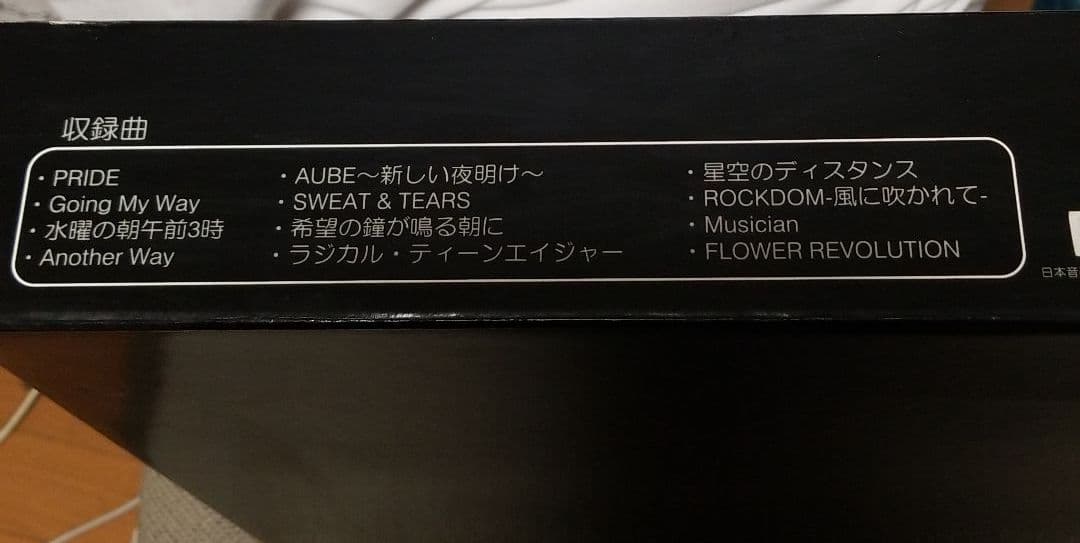 収録曲
・PRIDE
・Going My Way
・水曜の朝午前3時
・Another Way
・AUBE～新しい夜明け～
・SWEAT & TEARS
・希望の鐘が鳴る朝に
・ラジカル・ティーンエイジャー
・星空のディスタンス
・ROCKDOM-風に吹かれて-
・Musician
・FLOWER REVOLUTION
日本音